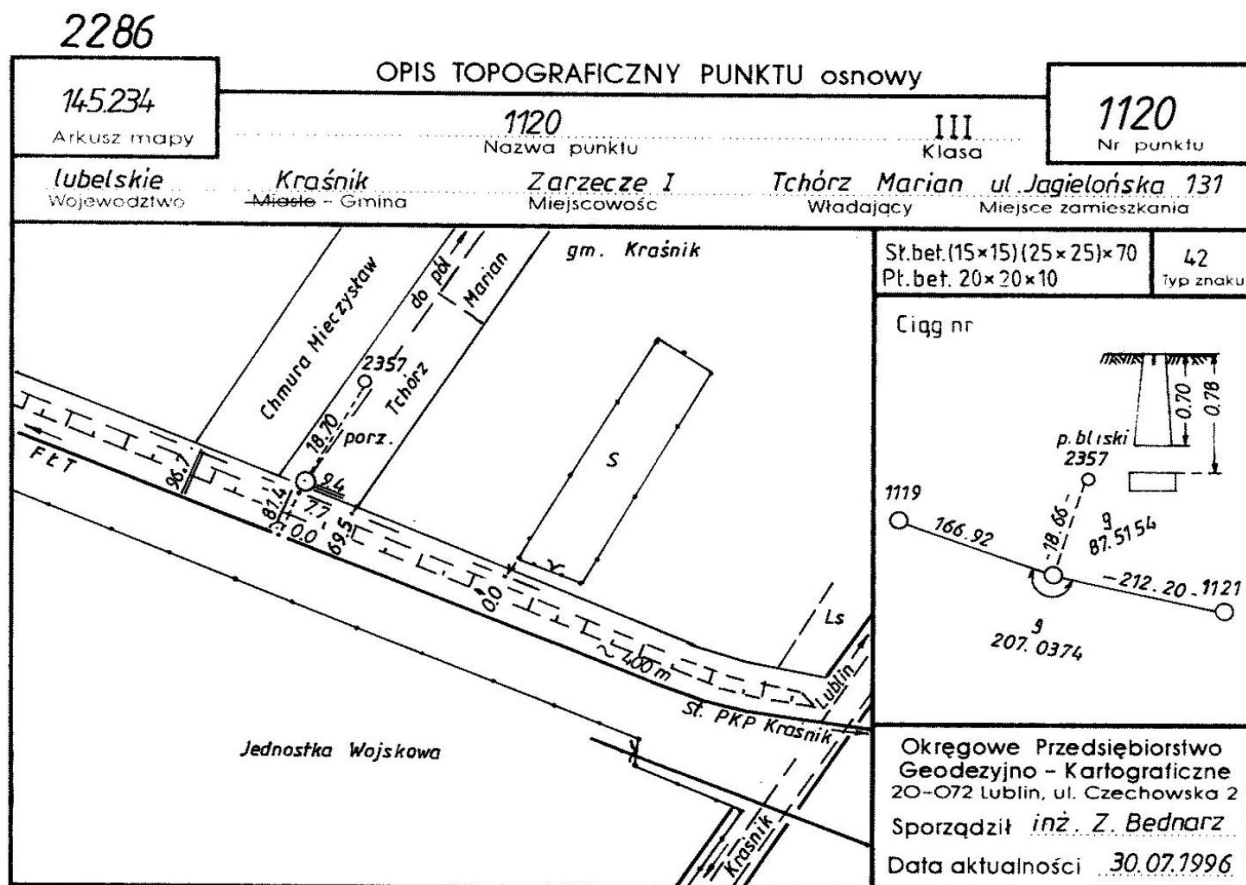 2286
OPIS TOPOGRAFICZNY PUNKTU osnowy
145.234
Arkusz mapy
1120
Nazwa punktu
III
Klasa
1120
Nr punktu
lubelskie
Województwo
Kraśnik
Miasto - Gmina
Zarzecze I
Miejscowość
Tchórz Marian ul. Jagielońska 131
Władający Miejsce zamieszkania
gm. Kraśnik
Chmura Mieczysław
do pól
Marian
Tchórz
2357
18.70
porz.
S
FŁT
96.7
81.4
9.4
7.7
0.0
69.5
0.0
~ 400 m
Ls
Lublin
St. PKP Kraśnik
Jednostka Wojskowa
Kraśnik
St.bet.(15×15)(25×25)×70
Pt.bet. 20×20×10
42
Typ znaku
Ciąg nr
0.70
0.78
p.bliski
2357
1119
166.92
-18.66-
g
87.5154
-212.20-
1121
g
207.0374
Okręgowe Przedsiębiorstwo
Geodezyjno - Kartograficzne
20-072 Lublin, ul. Czechowska 2
Sporządził inż. Z. Bednarz
Data aktualności 30.07.1996